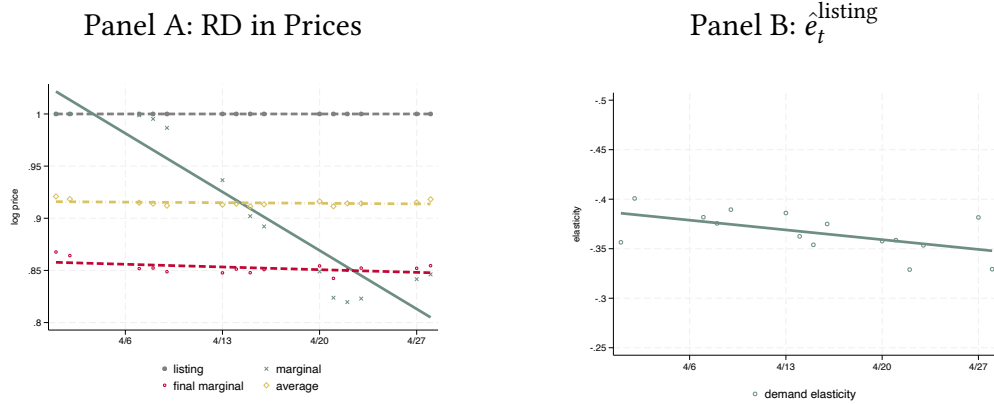 Panel A: RD in Prices
1
.95
.9
.85
.8
log price
4/6
4/13
4/20
4/27
listing
marginal
final marginal
average
Panel B: ê_t^listing
-.5
-.45
-.4
-.35
-.3
-.25
elasticity
4/6
4/13
4/20
4/27
demand elasticity